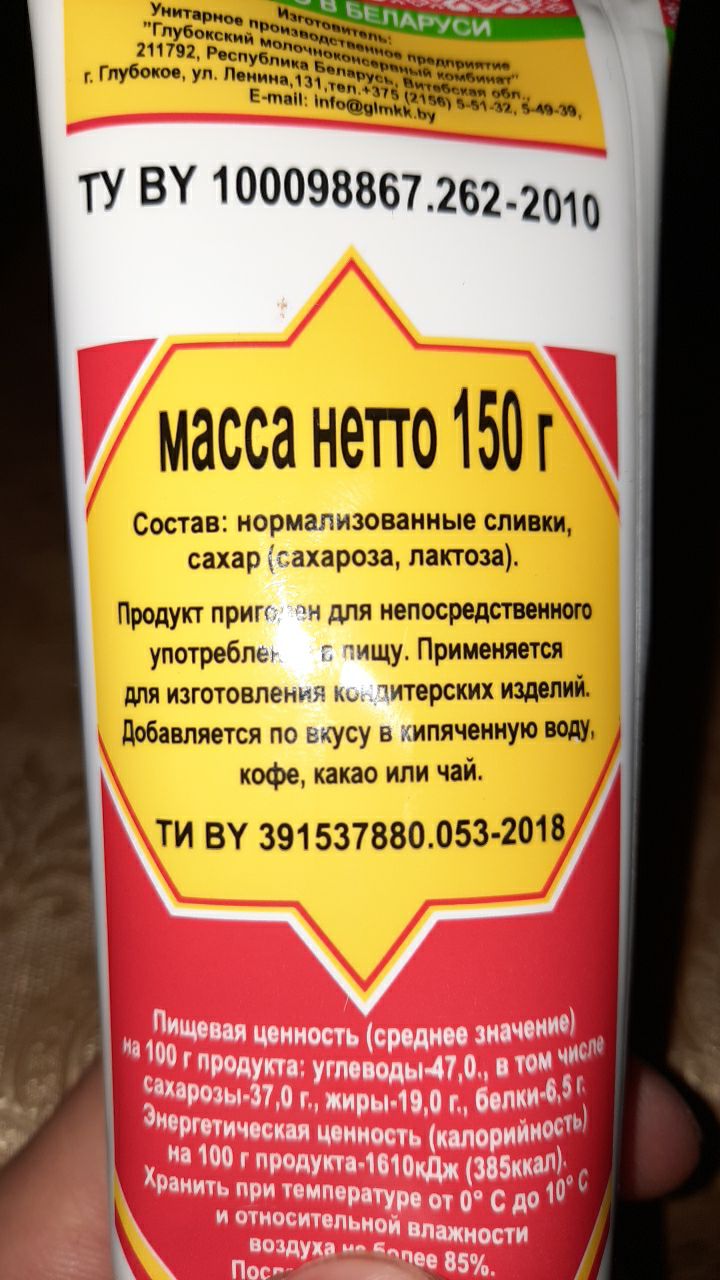 В БЕЛАРУСИ
Изготовитель:
Унитарное производственное предприятие
"Глубокский молочноконсервный комбинат"
211792, Республика Беларусь, Витебская обл.,
г. Глубокое, ул. Ленина,131,тел.+375 (2156) 5-51-32, 5-49-39,
E-mail: info@glmkk.by
ТУ BY 100098867.262-2010
масса нетто 150 г
Состав: нормализованные сливки,
сахар (сахароза, лактоза).
Продукт пригоден для непосредственного
в пищу. Применяется
для изготовления кондитерских изделий.
Добавляется по вкусу в кипяченную воду,
кофе, какао или чай.
ТИ BY 391537880.053-2018
Пищевая ценность (среднее значение)
на 100 г продукта: углеводы-47,0., в том числе
сахарозы-37,0 г., жиры-19,0 г., белки-6,5 г.
Энергетическая ценность (калорийность)
на 100 г продукта-1610кДж (385ккал).
Хранить при температуре от 0° С до 10° С
и относительной влажности
воздуха не более 85%.